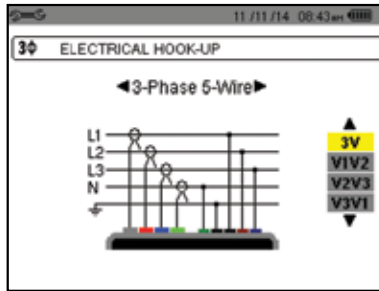 11/11/14 08:43am
3Φ ELECTRICAL HOOK-UP
◄3-Phase 5-Wire►
L1
L2
L3
N
3V
V1V2
V2V3
V3V1